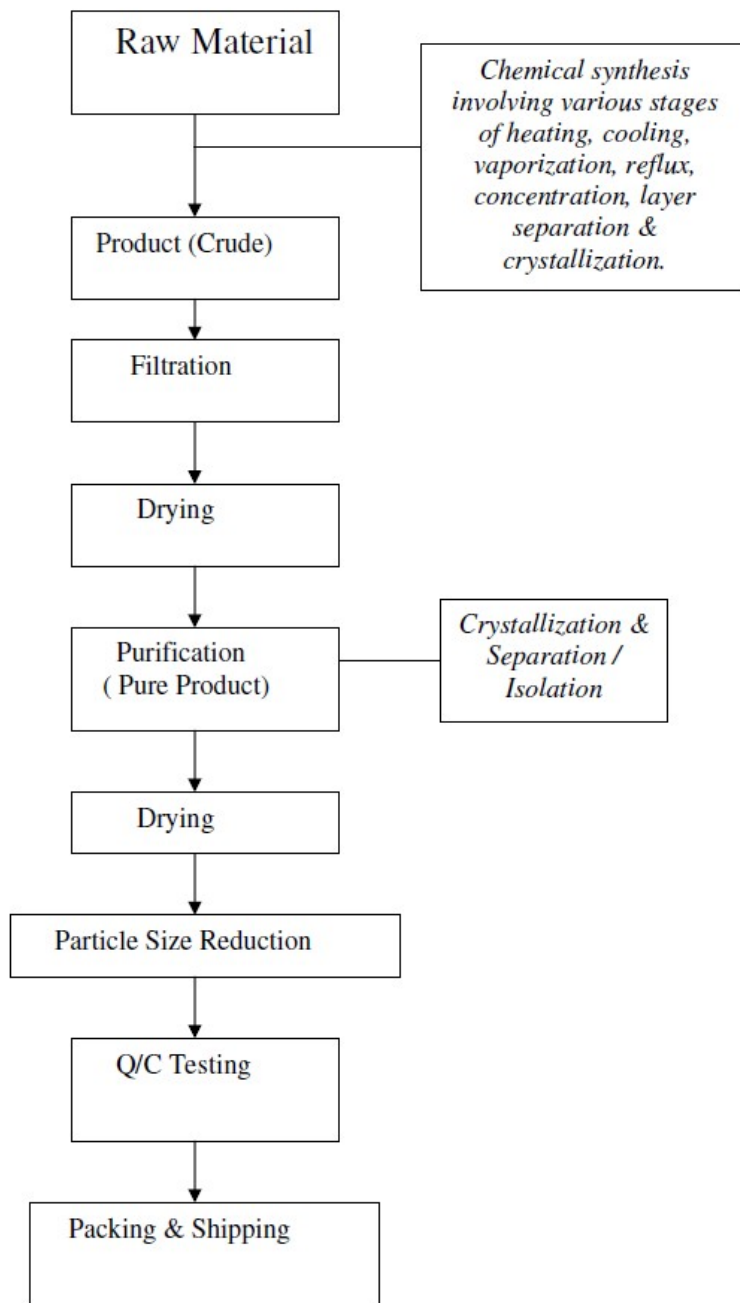 Raw Material
Chemical synthesis
involving various stages
of heating, cooling,
vaporization, reflux,
concentration, layer
separation &
crystallization.
Product (Crude)
Filtration
Drying
Purification
( Pure Product)
Crystallization &
Separation /
Isolation
Drying
Particle Size Reduction
Q/C Testing
Packing & Shipping